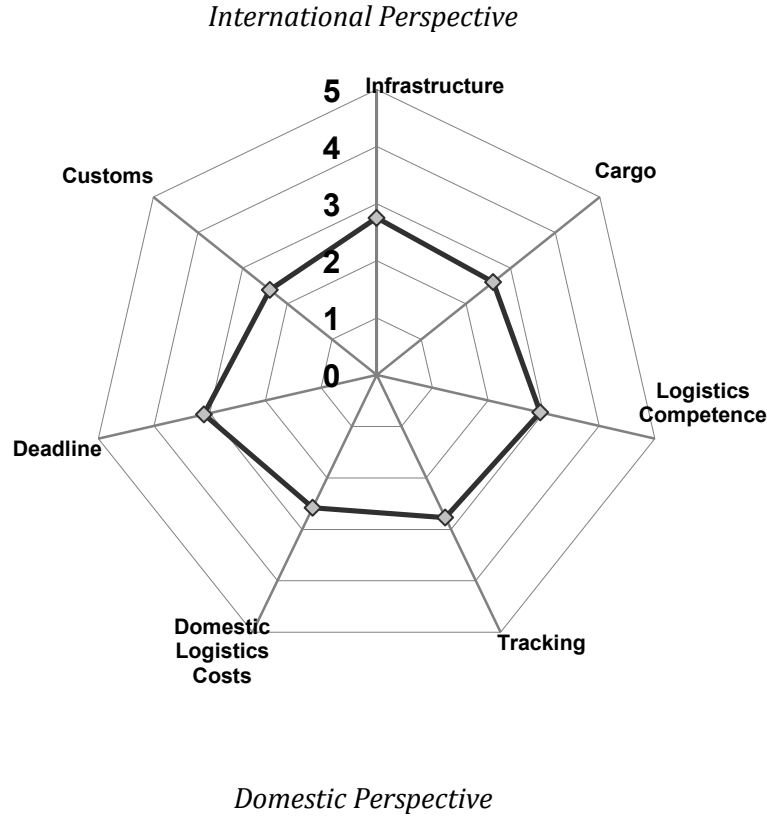 International Perspective
5
Infrastructure
4
Cargo
Customs
3
2
1
0
Logistics
Competence
Deadline
Domestic
Logistics
Costs
Tracking
Domestic Perspective